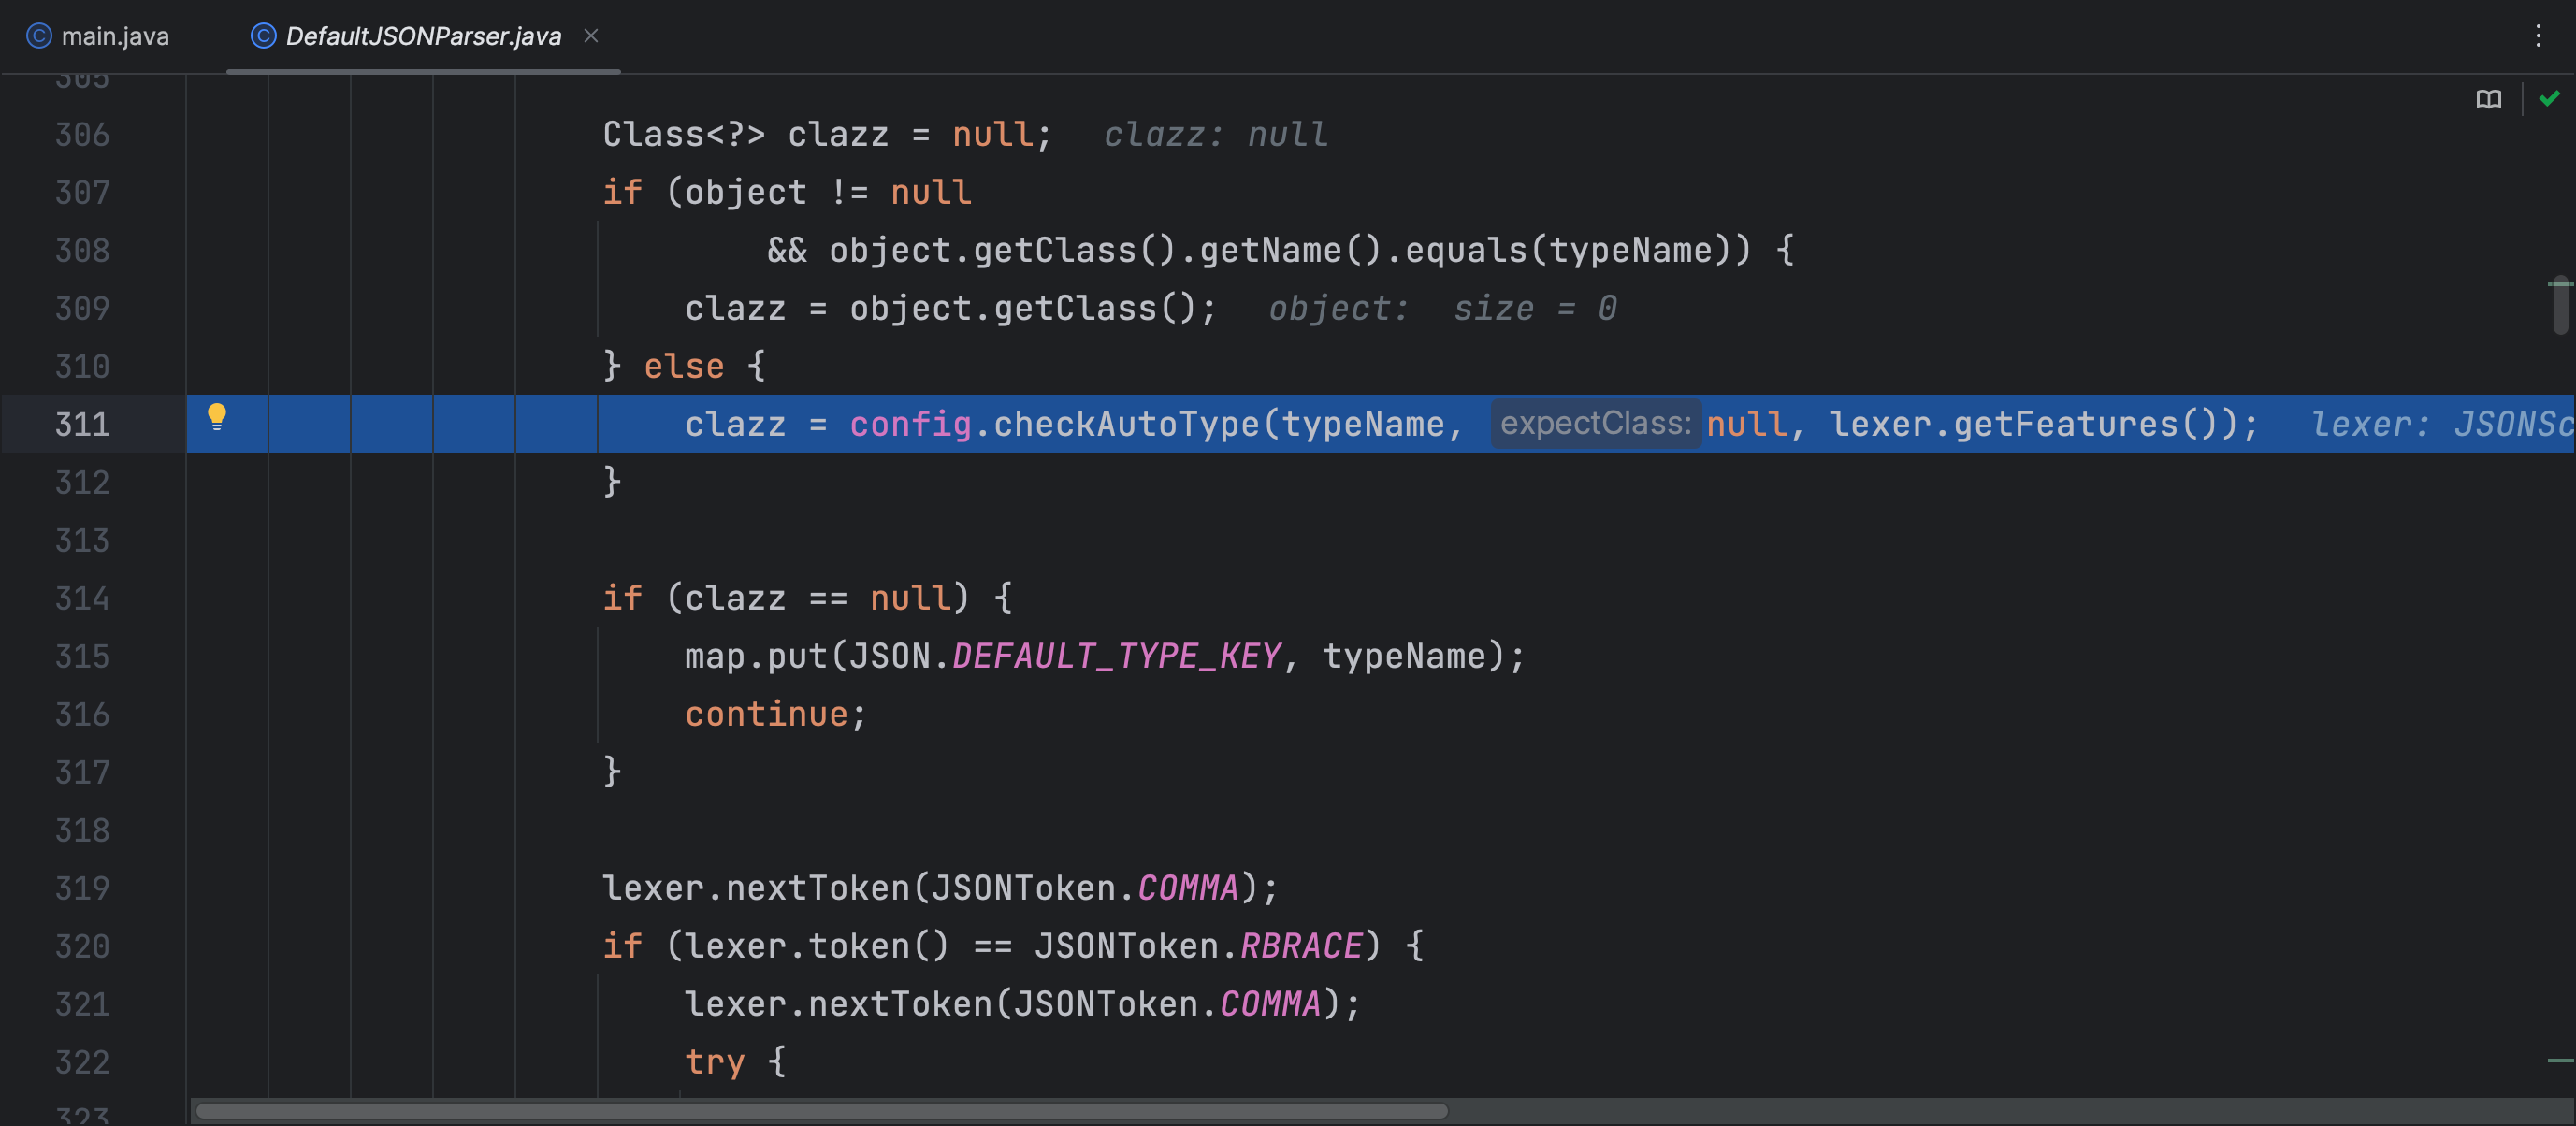 main.java DefaultJSONParser.java
305
306 Class<?> clazz = null; clazz: null
307 if (object != null
308 && object.getClass().getName().equals(typeName)) {
309 clazz = object.getClass(); object: size = 0
310 } else {
311 clazz = config.checkAutoType(typeName, expectClass: null, lexer.getFeatures()); lexer: JSONSc
312 }
313
314 if (clazz == null) {
315 map.put(JSON.DEFAULT_TYPE_KEY, typeName);
316 continue;
317 }
318
319 lexer.nextToken(JSONToken.COMMA);
320 if (lexer.token() == JSONToken.RBRACE) {
321 lexer.nextToken(JSONToken.COMMA);
322 try {
323